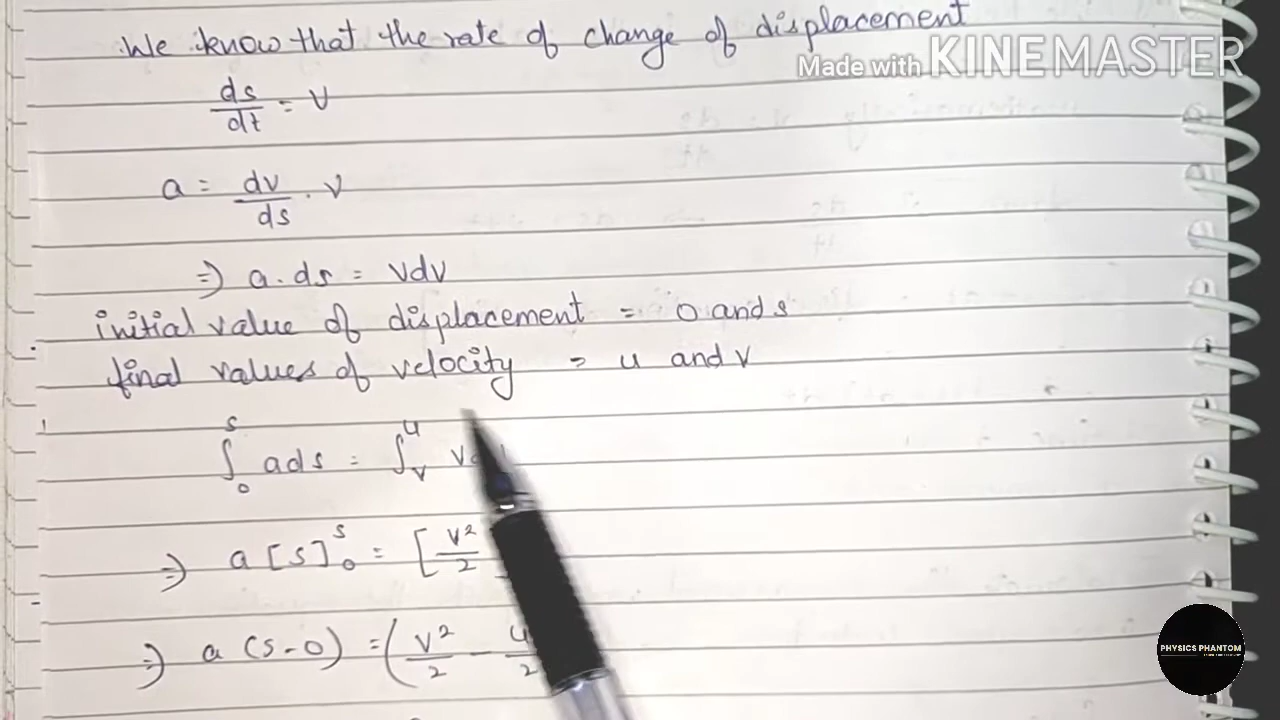 We know that the rate of change of displacement
Made with KINEMASTER
ds/dt = v
a = dv/ds . v
⇒ a.ds = vdv
initial value of displacement = 0 and s
final values of velocity = u and v
∫₀ˢ ads = ∫ᵥᵘ
⇒ a [s]₀ˢ = [v²/2
⇒ a (s-0) = (v²/2 -
PHYSICS PHANTOM